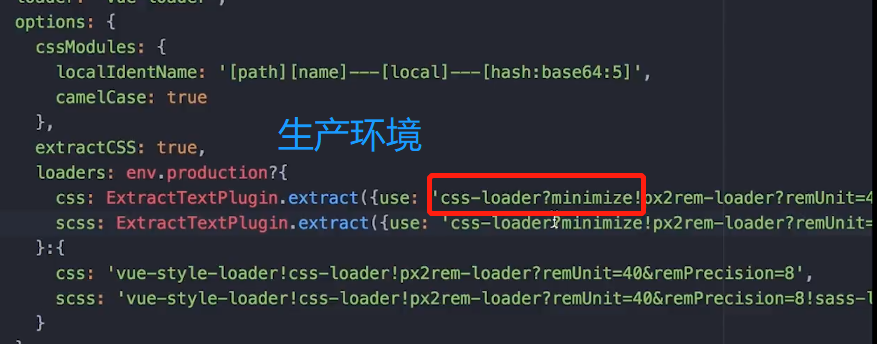 options: {
cssModules: {
localIdentName: '[path][name]---[local]---[hash:base64:5]',
camelCase: true
},
extractCSS: true,
生产环境
loaders: env.production?{
css: ExtractTextPlugin.extract({use: 'css-loader?minimize!px2rem-loader?remUnit=4
scss: ExtractTextPlugin.extract({use: 'css-loader?minimize!px2rem-loader?remUnit=
}:{
css: 'vue-style-loader!css-loader!px2rem-loader?remUnit=40&remPrecision=8',
scss: 'vue-style-loader!css-loader!px2rem-loader?remUnit=40&remPrecision=8!sass-l
}